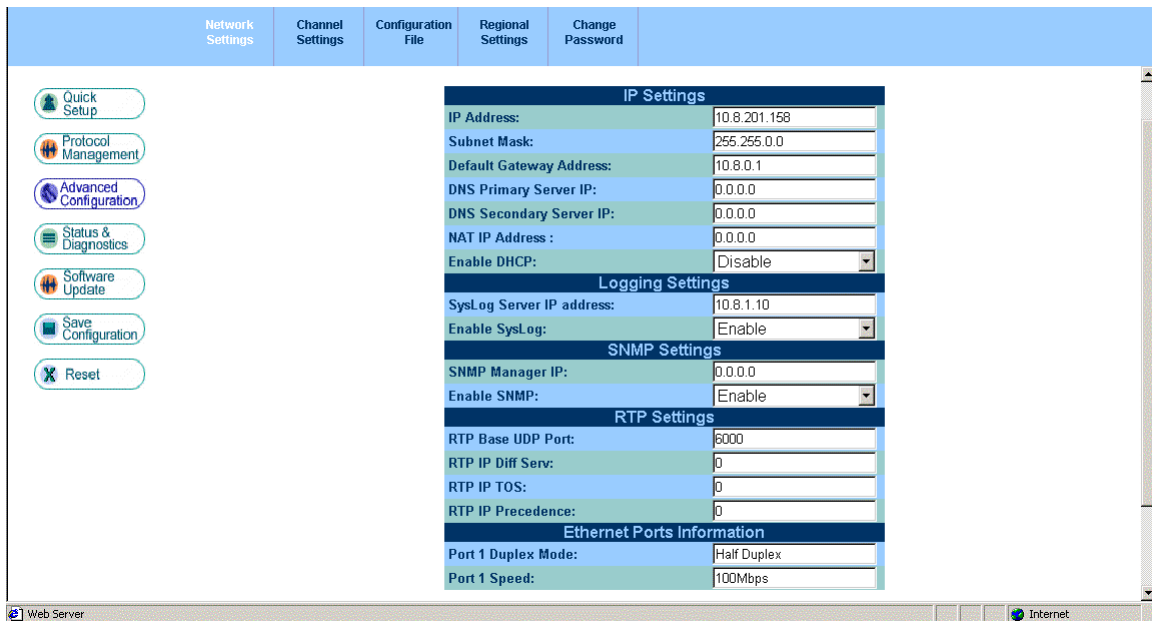 Network Settings
Channel Settings
Configuration File
Regional Settings
Change Password
Quick Setup
Protocol Management
Advanced Configuration
Status & Diagnostics
Software Update
Save Configuration
Reset
IP Settings
IP Address: 10.8.201.158
Subnet Mask: 255.255.0.0
Default Gateway Address: 10.8.0.1
DNS Primary Server IP: 0.0.0.0
DNS Secondary Server IP: 0.0.0.0
NAT IP Address : 0.0.0.0
Enable DHCP: Disable
Logging Settings
SysLog Server IP address: 10.8.1.10
Enable SysLog: Enable
SNMP Settings
SNMP Manager IP: 0.0.0.0
Enable SNMP: Enable
RTP Settings
RTP Base UDP Port: 6000
RTP IP Diff Serv: 0
RTP IP TOS: 0
RTP IP Precedence: 0
Ethernet Ports Information
Port 1 Duplex Mode: Half Duplex
Port 1 Speed: 100Mbps
Web Server
Internet